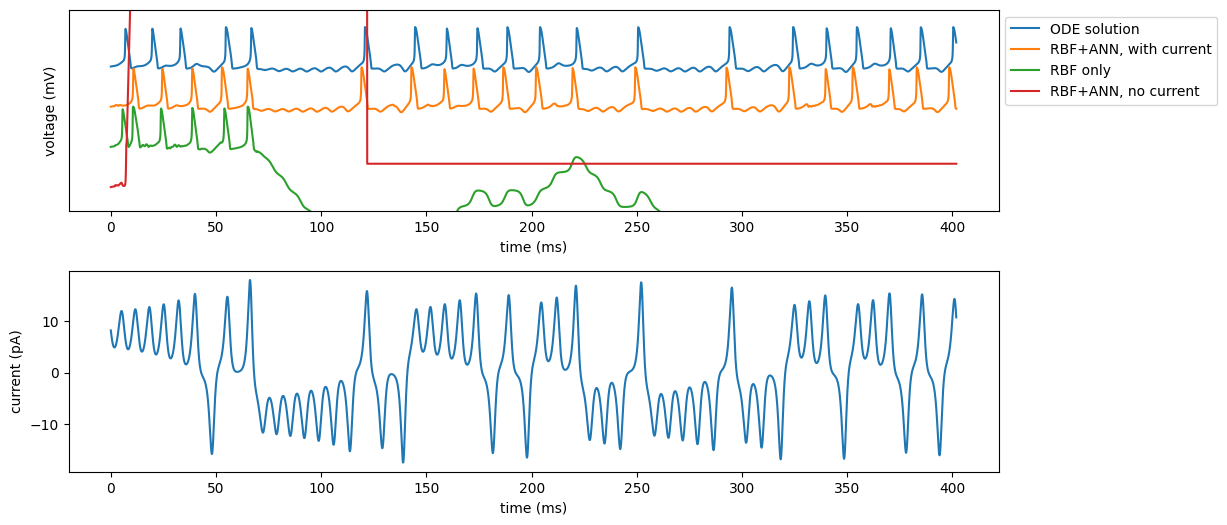 voltage (mV)
0 50 100 150 200 250 300 350 400
time (ms)
ODE solution
RBF+ANN, with current
RBF only
RBF+ANN, no current
current (pA)
10
0
−10
0 50 100 150 200 250 300 350 400
time (ms)